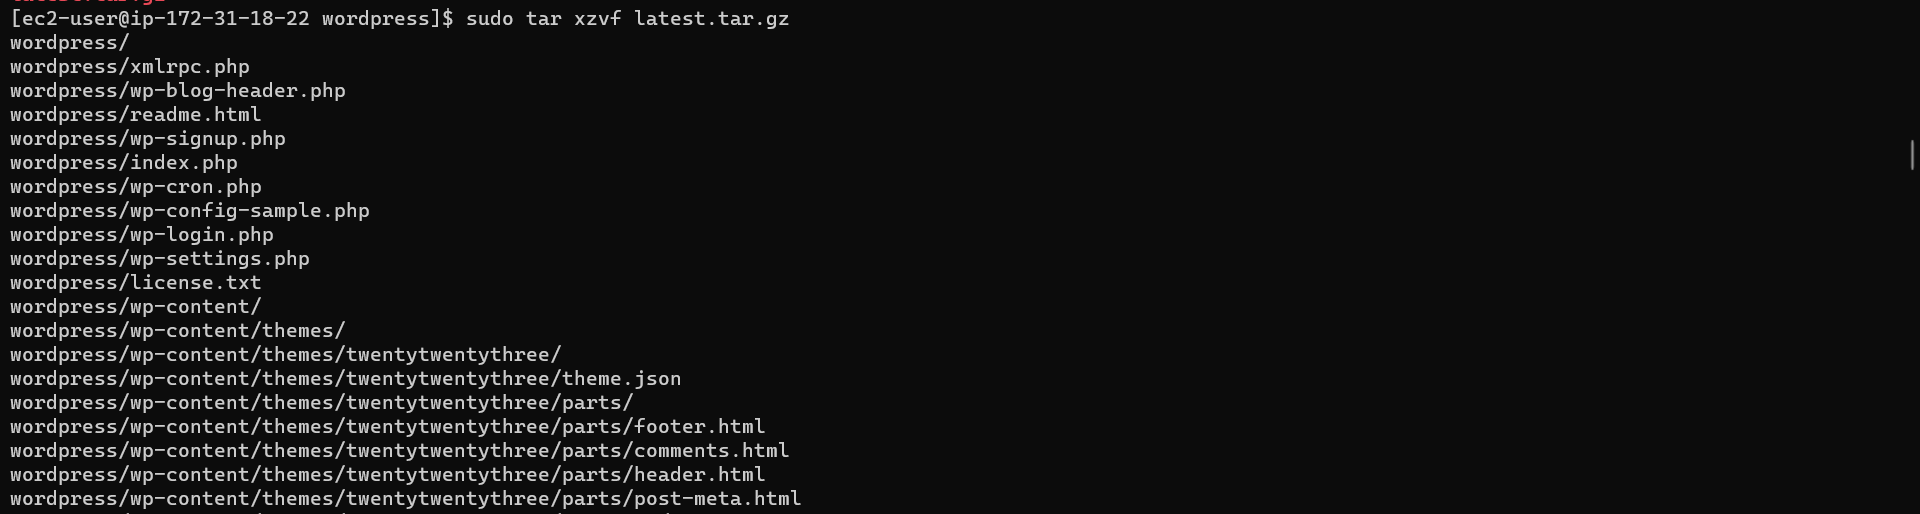 [ec2-user@ip-172-31-18-22 wordpress]$ sudo tar xzvf latest.tar.gz
wordpress/
wordpress/xmlrpc.php
wordpress/wp-blog-header.php
wordpress/readme.html
wordpress/wp-signup.php
wordpress/index.php
wordpress/wp-cron.php
wordpress/wp-config-sample.php
wordpress/wp-login.php
wordpress/wp-settings.php
wordpress/license.txt
wordpress/wp-content/
wordpress/wp-content/themes/
wordpress/wp-content/themes/twentytwentythree/
wordpress/wp-content/themes/twentytwentythree/theme.json
wordpress/wp-content/themes/twentytwentythree/parts/
wordpress/wp-content/themes/twentytwentythree/parts/footer.html
wordpress/wp-content/themes/twentytwentythree/parts/comments.html
wordpress/wp-content/themes/twentytwentythree/parts/header.html
wordpress/wp-content/themes/twentytwentythree/parts/post-meta.html